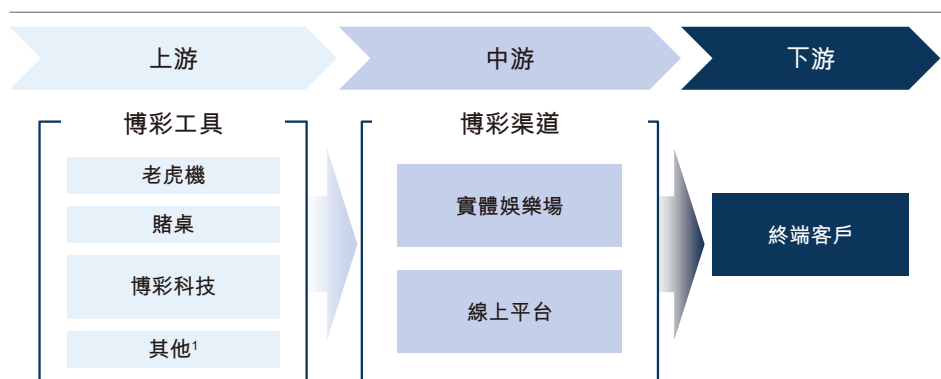 上游
中游
下游
博彩工具
老虎機
賭桌
博彩科技
其他¹
博彩渠道
實體娛樂場
線上平台
終端客戶